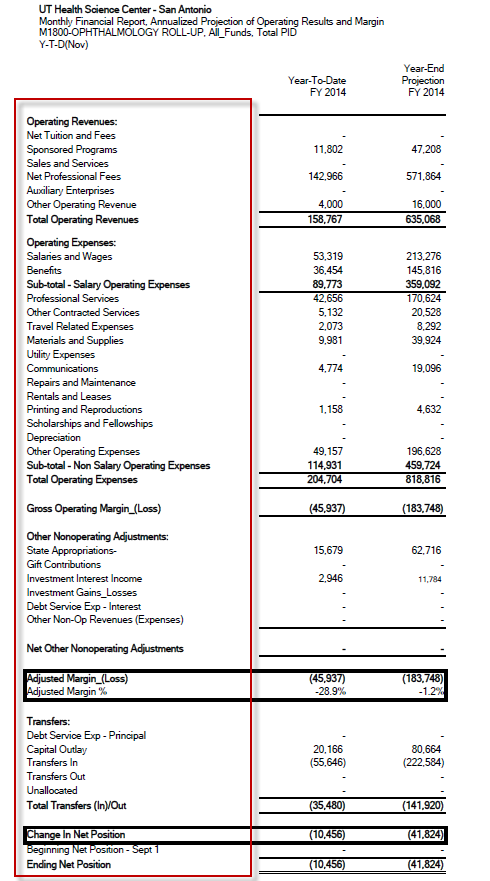 UT Health Science Center - San Antonio
Monthly Financial Report, Annualized Projection of Operating Results and Margin
M1800-OPHTHALMOLOGY ROLL-UP, All_Funds, Total PID
Y-T-D(Nov)
Year-To-Date FY 2014 Year-End Projection FY 2014
Operating Revenues:
Net Tuition and Fees - -
Sponsored Programs 11,802 47,208
Sales and Services - -
Net Professional Fees 142,966 571,864
Auxiliary Enterprises - -
Other Operating Revenue 4,000 16,000
Total Operating Revenues 158,767 635,068
Operating Expenses:
Salaries and Wages 53,319 213,276
Benefits 36,454 145,816
Sub-total - Salary Operating Expenses 89,773 359,092
Professional Services 42,656 170,624
Other Contracted Services 5,132 20,528
Travel Related Expenses 2,073 8,292
Materials and Supplies 9,981 39,924
Utility Expenses - -
Communications 4,774 19,096
Repairs and Maintenance - -
Rentals and Leases - -
Printing and Reproductions 1,158 4,632
Scholarships and Fellowships - -
Depreciation - -
Other Operating Expenses 49,157 196,628
Sub-total - Non Salary Operating Expenses 114,931 459,724
Total Operating Expenses 204,704 818,816
Gross Operating Margin_(Loss) (45,937) (183,748)
Other Nonoperating Adjustments:
State Appropriations- 15,679 62,716
Gift Contributions - -
Investment Interest Income 2,946 11,784
Investment Gains_Losses - -
Debt Service Exp - Interest - -
Other Non-Op Revenues (Expenses) - -
Net Other Nonoperating Adjustments - -
Adjusted Margin_(Loss) (45,937) (183,748)
Adjusted Margin % -28.9% -1.2%
Transfers:
Debt Service Exp - Principal - -
Capital Outlay 20,166 80,664
Transfers In (55,646) (222,584)
Transfers Out - -
Unallocated - -
Total Transfers (In)/Out (35,480) (141,920)
Change In Net Position (10,456) (41,824)
Beginning Net Position - Sept 1 - -
Ending Net Position (10,456) (41,824)